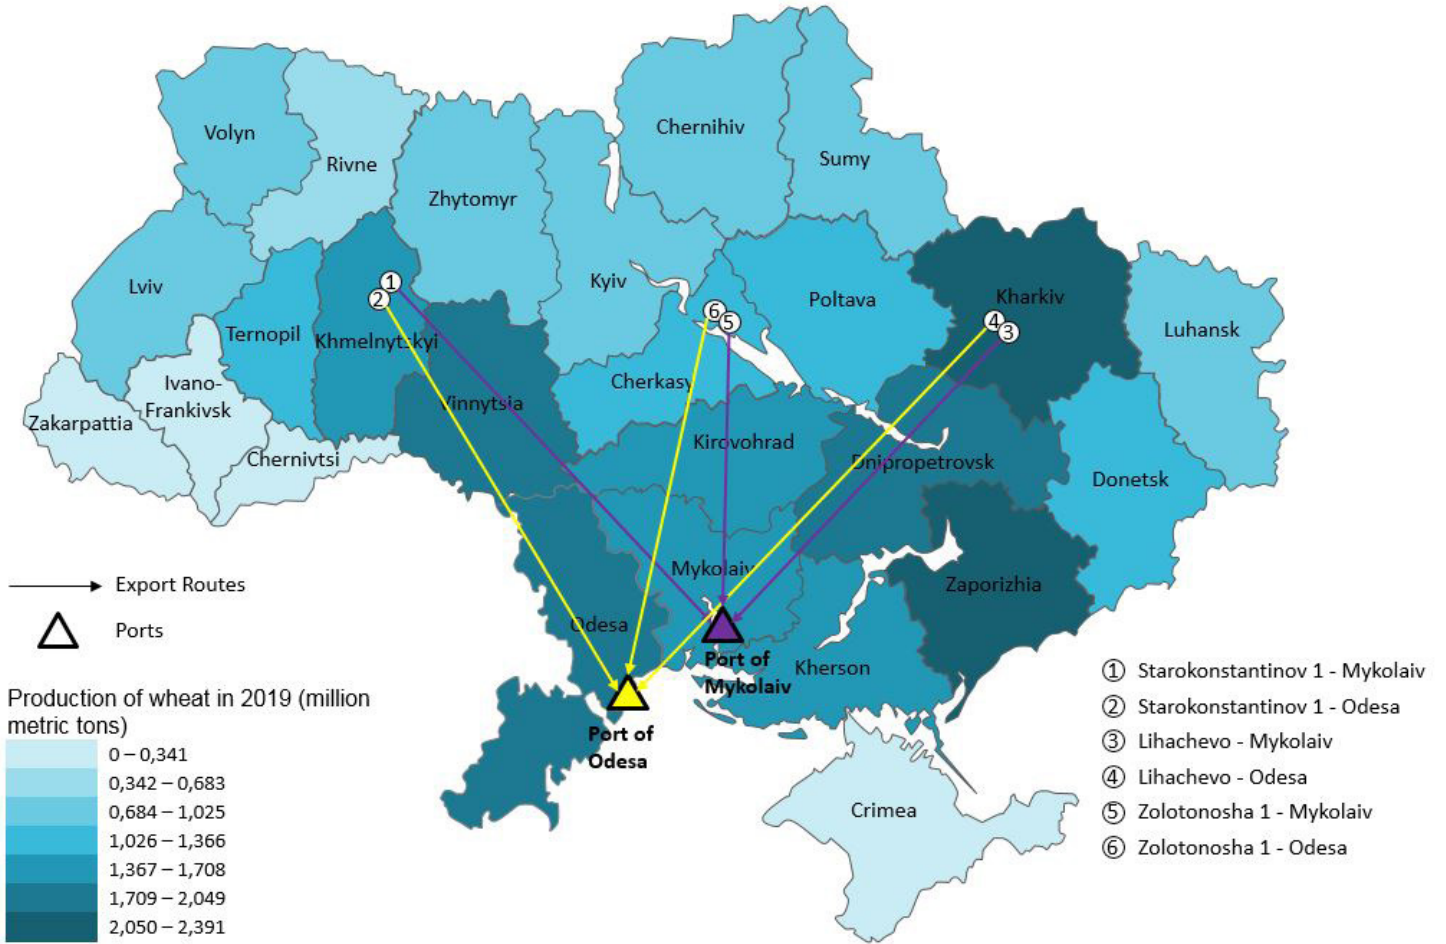 Volyn
Rivne
Chernihiv
Sumy
Zhytomyr
Lviv
Kyiv
Poltava
Kharkiv
Luhansk
Ternopil
Khmelnytskyi
1
2
6
5
4
3
Ivano-
Frankivsk
Zakarpattia
Chernivtsi
Vinnytsia
Cherkasy
Kirovohrad
Dnipropetrovsk
Donetsk
Mykolaiv
Zaporizhia
Odesa
Kherson
Crimea
Port of
Mykolaiv
Port of
Odesa
Export Routes
Ports
Production of wheat in 2019 (million
metric tons)
0 – 0,341
0,342 – 0,683
0,684 – 1,025
1,026 – 1,366
1,367 – 1,708
1,709 – 2,049
2,050 – 2,391
1 Starokonstantinov 1 - Mykolaiv
2 Starokonstantinov 1 - Odesa
3 Lihachevo - Mykolaiv
4 Lihachevo - Odesa
5 Zolotonosha 1 - Mykolaiv
6 Zolotonosha 1 - Odesa